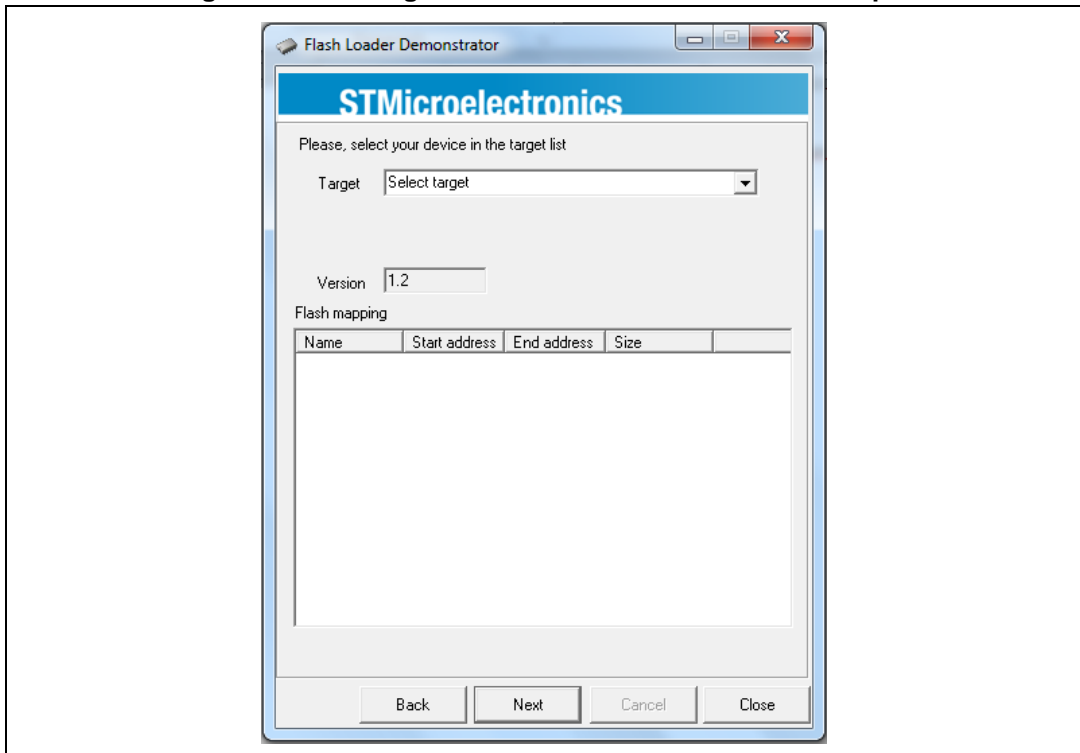 Flash Loader Demonstrator
STMicroelectronics
Please, select your device in the target list
Target Select target
Version 1.2
Flash mapping
Name Start address End address Size
Back Next Cancel Close